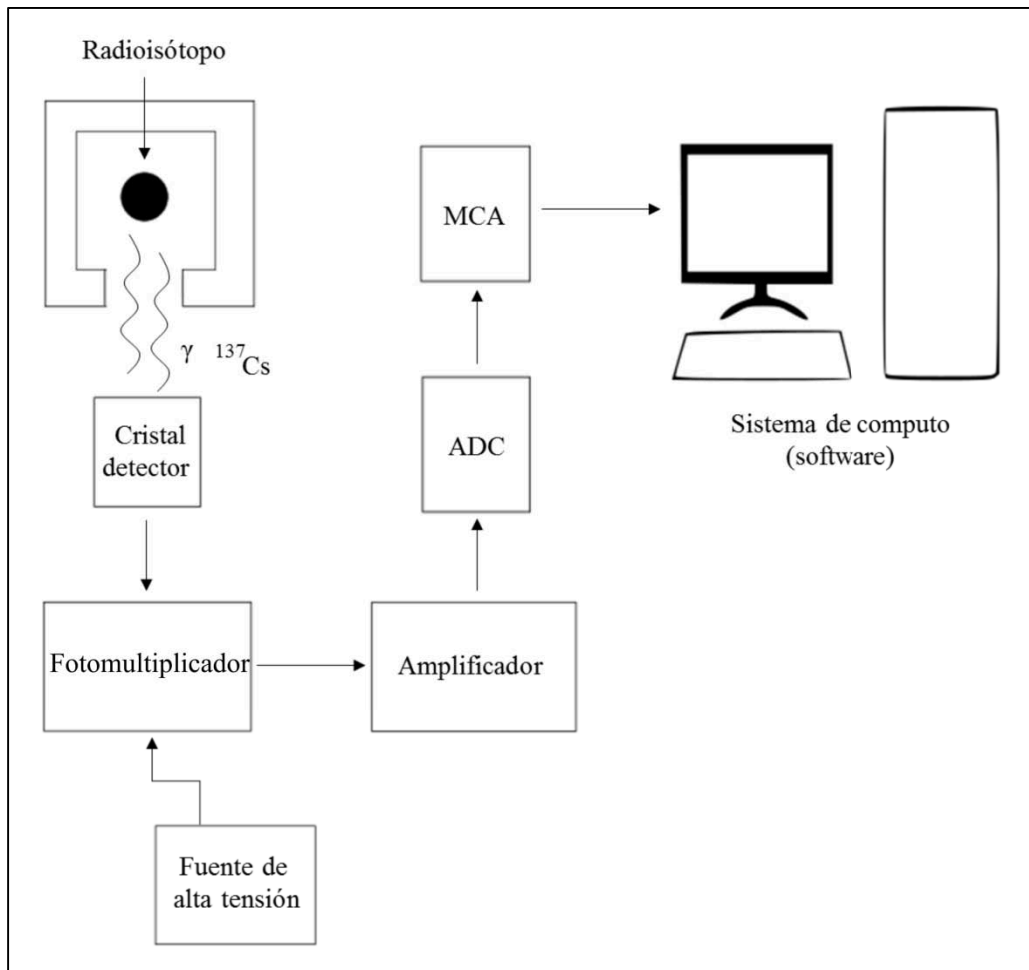 Radioisótopo
γ ¹³⁷Cs
Cristal
detector
Fotomultiplicador
Fuente de
alta tensión
Amplificador
ADC
MCA
Sistema de computo
(software)